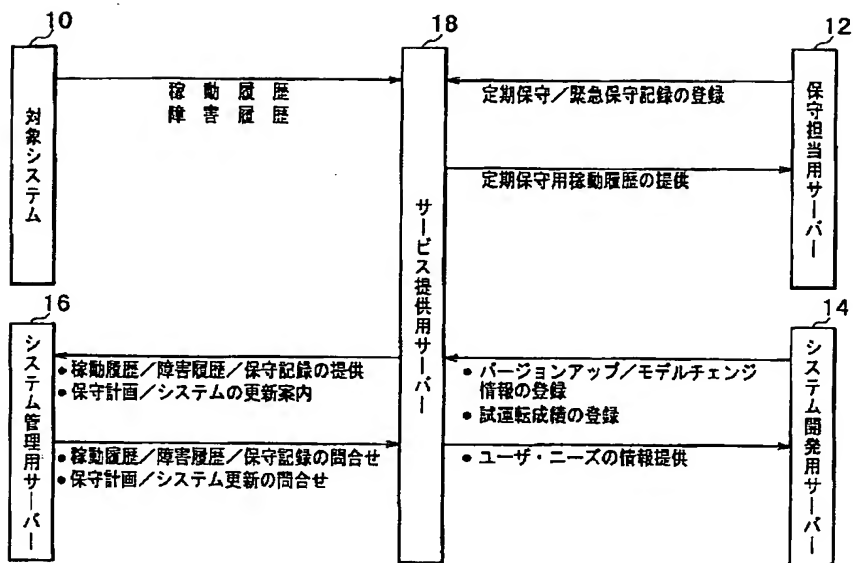 10
18
12
対象システム
稼動履歴
障害履歴
サービス提供用サーバー
定期保守/緊急保守記録の登録
定期保守用稼動履歴の提供
保守担当用サーバー
16
14
システム管理用サーバー
●稼動履歴/障害履歴/保守記録の提供
●保守計画/システムの更新案内
●稼動履歴/障害履歴/保守記録の問合せ
●保守計画/システム更新の問合せ
●バージョンアップ/モデルチェンジ
情報の登録
●試運転成績の登録
●ユーザ・ニーズの情報提供
システム開発用サーバー